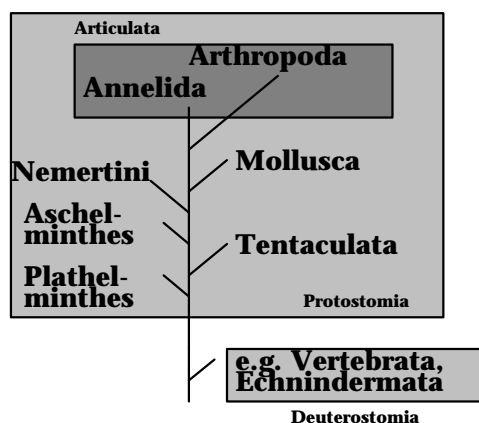 Articulata
Arthropoda
Annelida
Nemertini
Mollusca
Aschel-
minthes
Tentaculata
Plathel-
minthes
Protostomia
e.g. Vertebrata,
Echnindermata
Deuterostomia